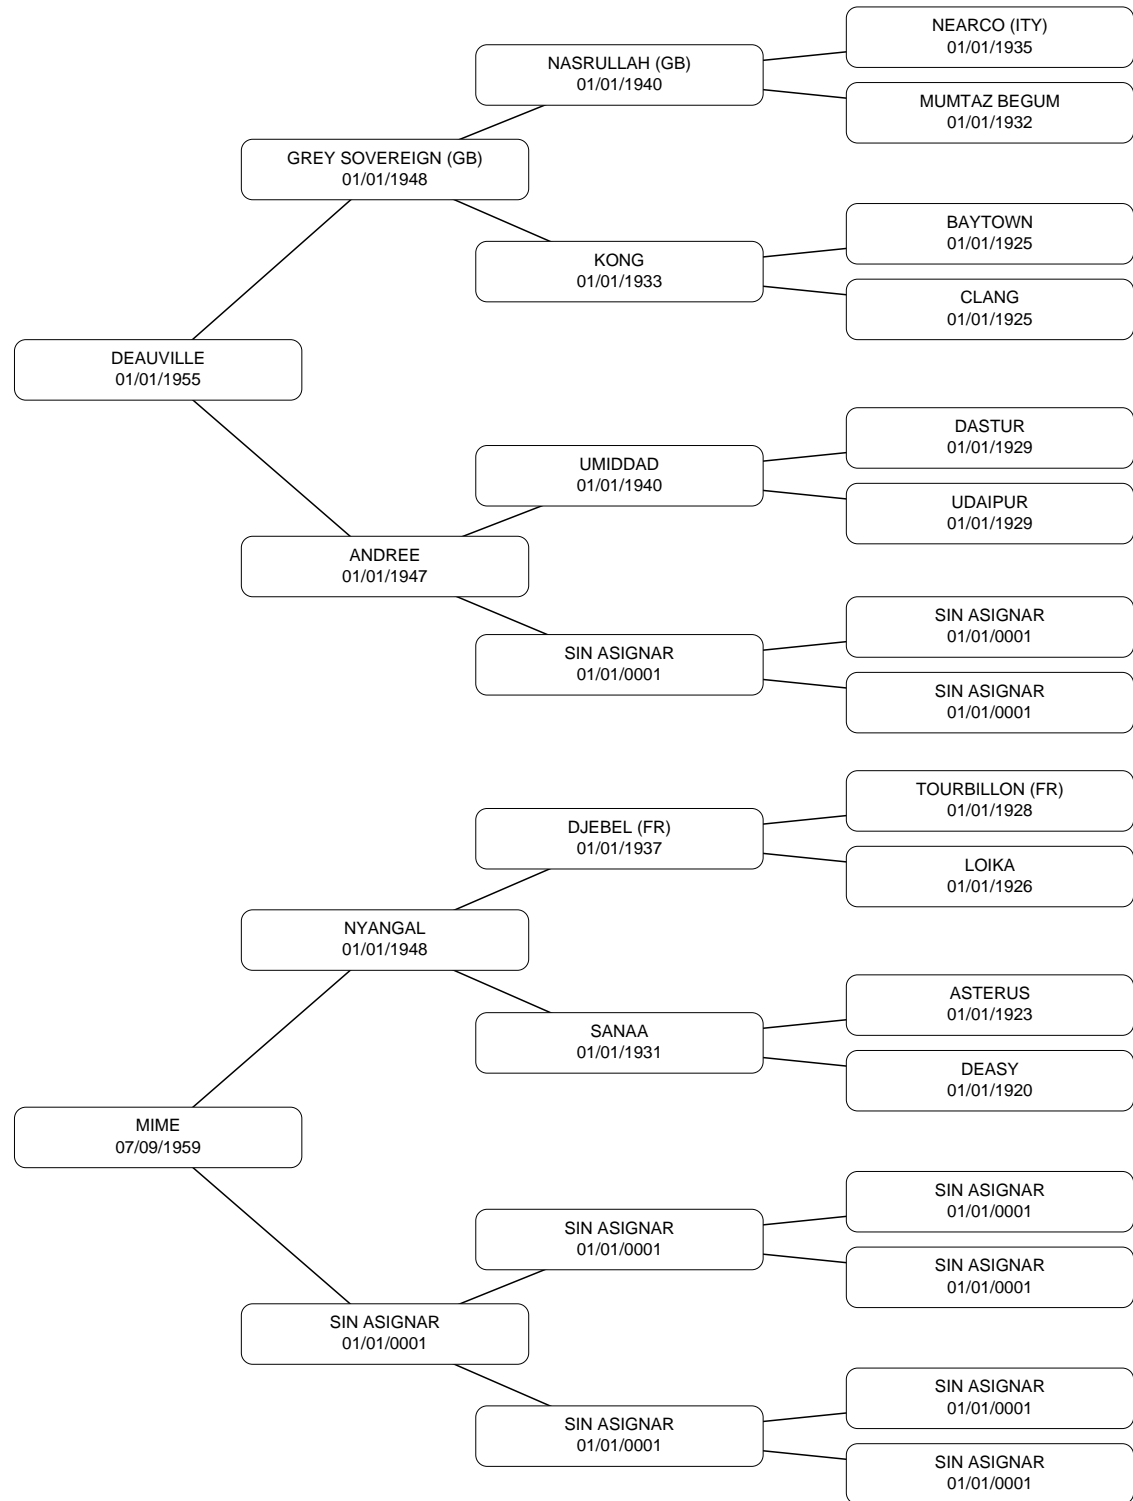 NEARCO (ITY)
01/01/1935
NASRULLAH (GB)
01/01/1940
MUMTAZ BEGUM
01/01/1932
GREY SOVEREIGN (GB)
01/01/1948
BAYTOWN
01/01/1925
KONG
01/01/1933
CLANG
01/01/1925
DEAUVILLE
01/01/1955
DASTUR
01/01/1929
UMIDDAD
01/01/1940
UDAIPUR
01/01/1929
ANDREE
01/01/1947
SIN ASIGNAR
01/01/0001
SIN ASIGNAR
01/01/0001
SIN ASIGNAR
01/01/0001
TOURBILLON (FR)
01/01/1928
DJEBEL (FR)
01/01/1937
LOIKA
01/01/1926
NYANGAL
01/01/1948
ASTERUS
01/01/1923
SANAA
01/01/1931
DEASY
01/01/1920
MIME
07/09/1959
SIN ASIGNAR
01/01/0001
SIN ASIGNAR
01/01/0001
SIN ASIGNAR
01/01/0001
SIN ASIGNAR
01/01/0001
SIN ASIGNAR
01/01/0001
SIN ASIGNAR
01/01/0001
SIN ASIGNAR
01/01/0001